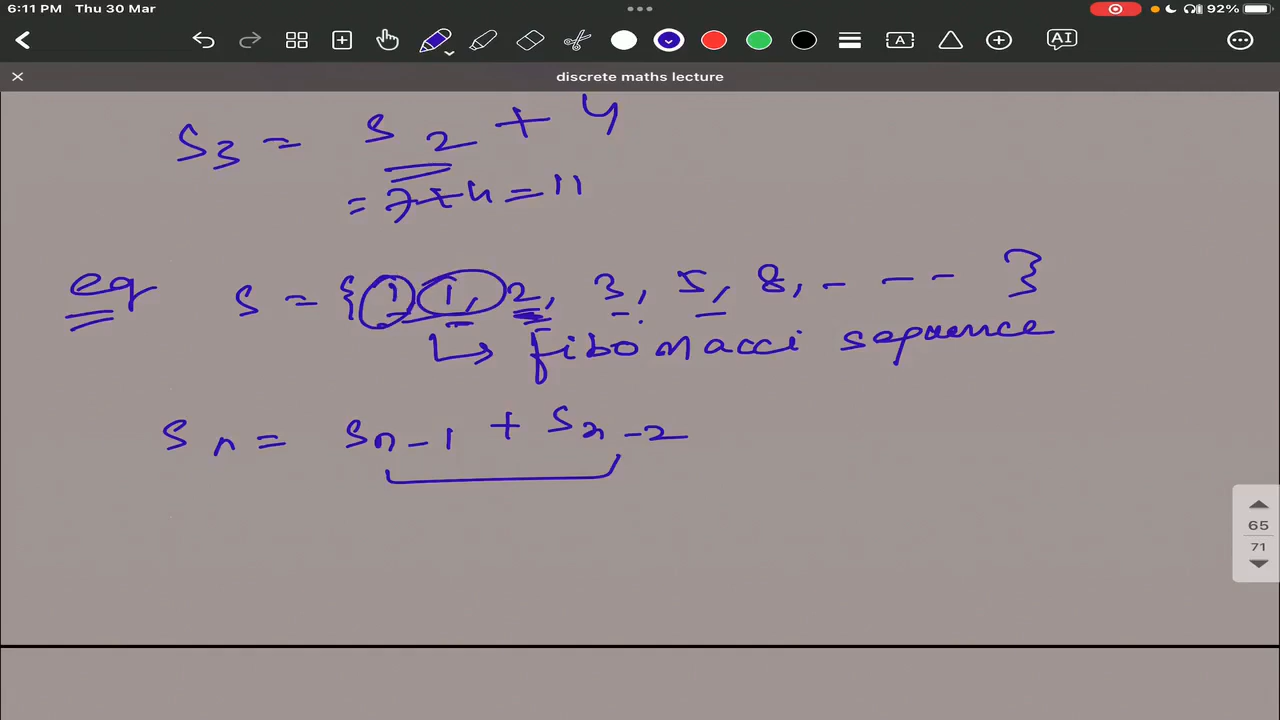 6:11 PM Thu 30 Mar
92%
AI
discrete maths lecture
S3 = S2 + 4
= 7+4 = 11
eg S = {1 1, 2, 3, 5, 8, - - - }
↳ fibonacci sequence
Sn = Sn-1 + Sn-2
65
71